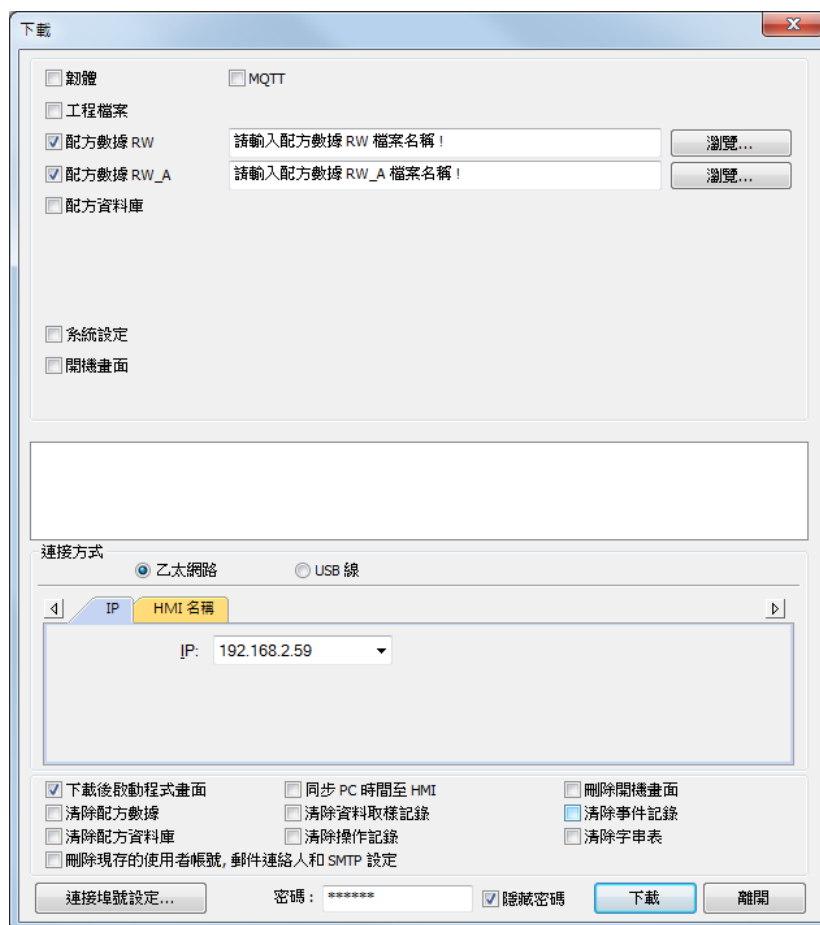 下載
韌體 MQTT
工程檔案
配方數據 RW 請輸入配方數據 RW 檔案名稱 ! 瀏覽...
配方數據 RW_A 請輸入配方數據 RW_A 檔案名稱 ! 瀏覽...
配方資料庫
系統設定
開機畫面
連接方式
乙太網路 USB 線
IP HMI 名稱
IP: 192.168.2.59
下載後啟動程式畫面 同步 PC 時間至 HMI 刪除開機畫面
清除配方數據 清除資料取樣記錄 清除事件記錄
清除配方資料庫 清除操作記錄 清除字串表
刪除現存的使用者帳號, 郵件連絡人和 SMTP 設定
連接埠號設定... 密碼 : ****** 隱藏密碼 下載 離開